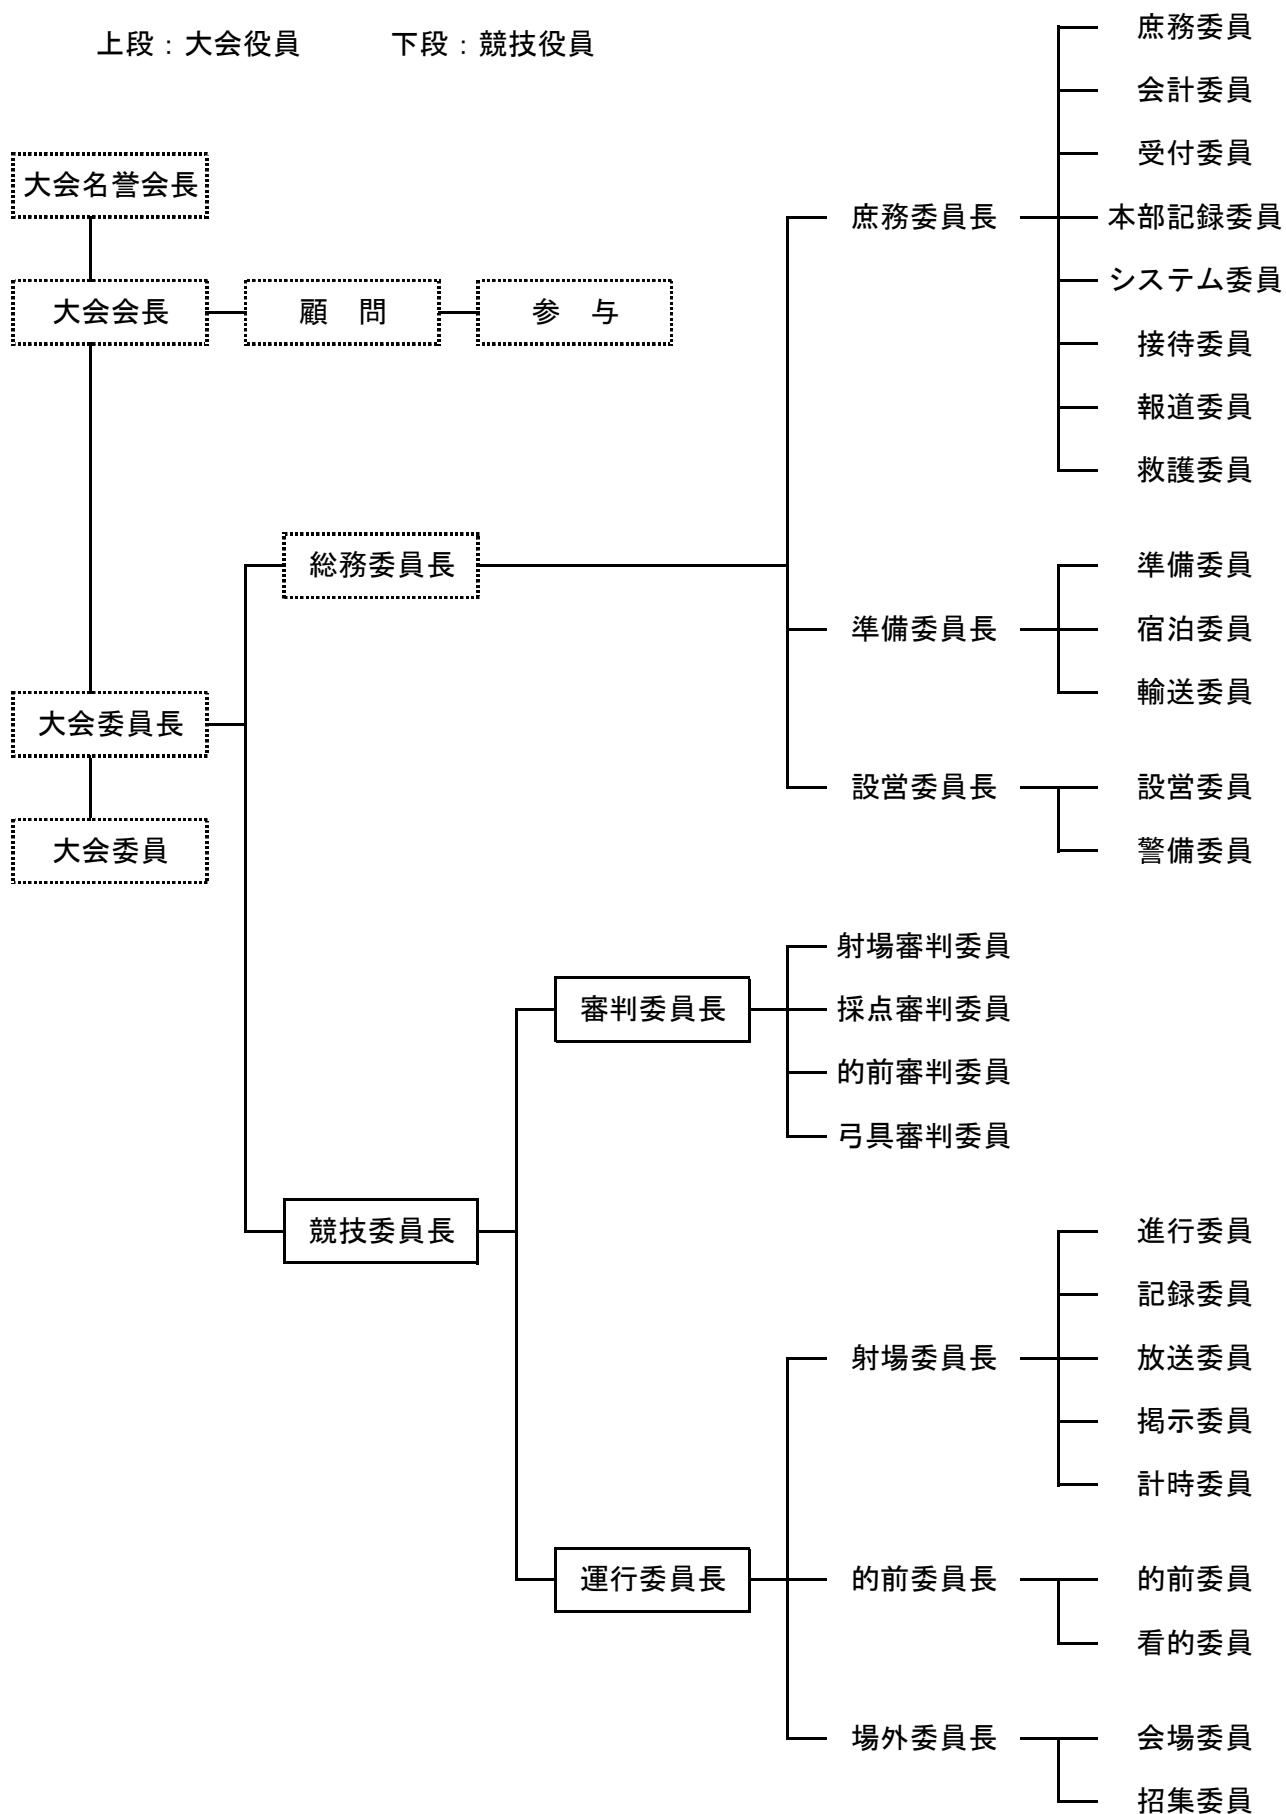 上段：大会役員　　　下段：競技役員
大会名誉会長
大会会長
顧　問
参　与
大会委員長
大会委員
総務委員長
庶務委員長
庶務委員
会計委員
受付委員
本部記録委員
システム委員
接待委員
報道委員
救護委員
準備委員長
準備委員
宿泊委員
輸送委員
設営委員長
設営委員
警備委員
競技委員長
審判委員長
射場審判委員
採点審判委員
的前審判委員
弓具審判委員
運行委員長
射場委員長
進行委員
記録委員
放送委員
掲示委員
計時委員
的前委員長
的前委員
看的委員
場外委員長
会場委員
招集委員